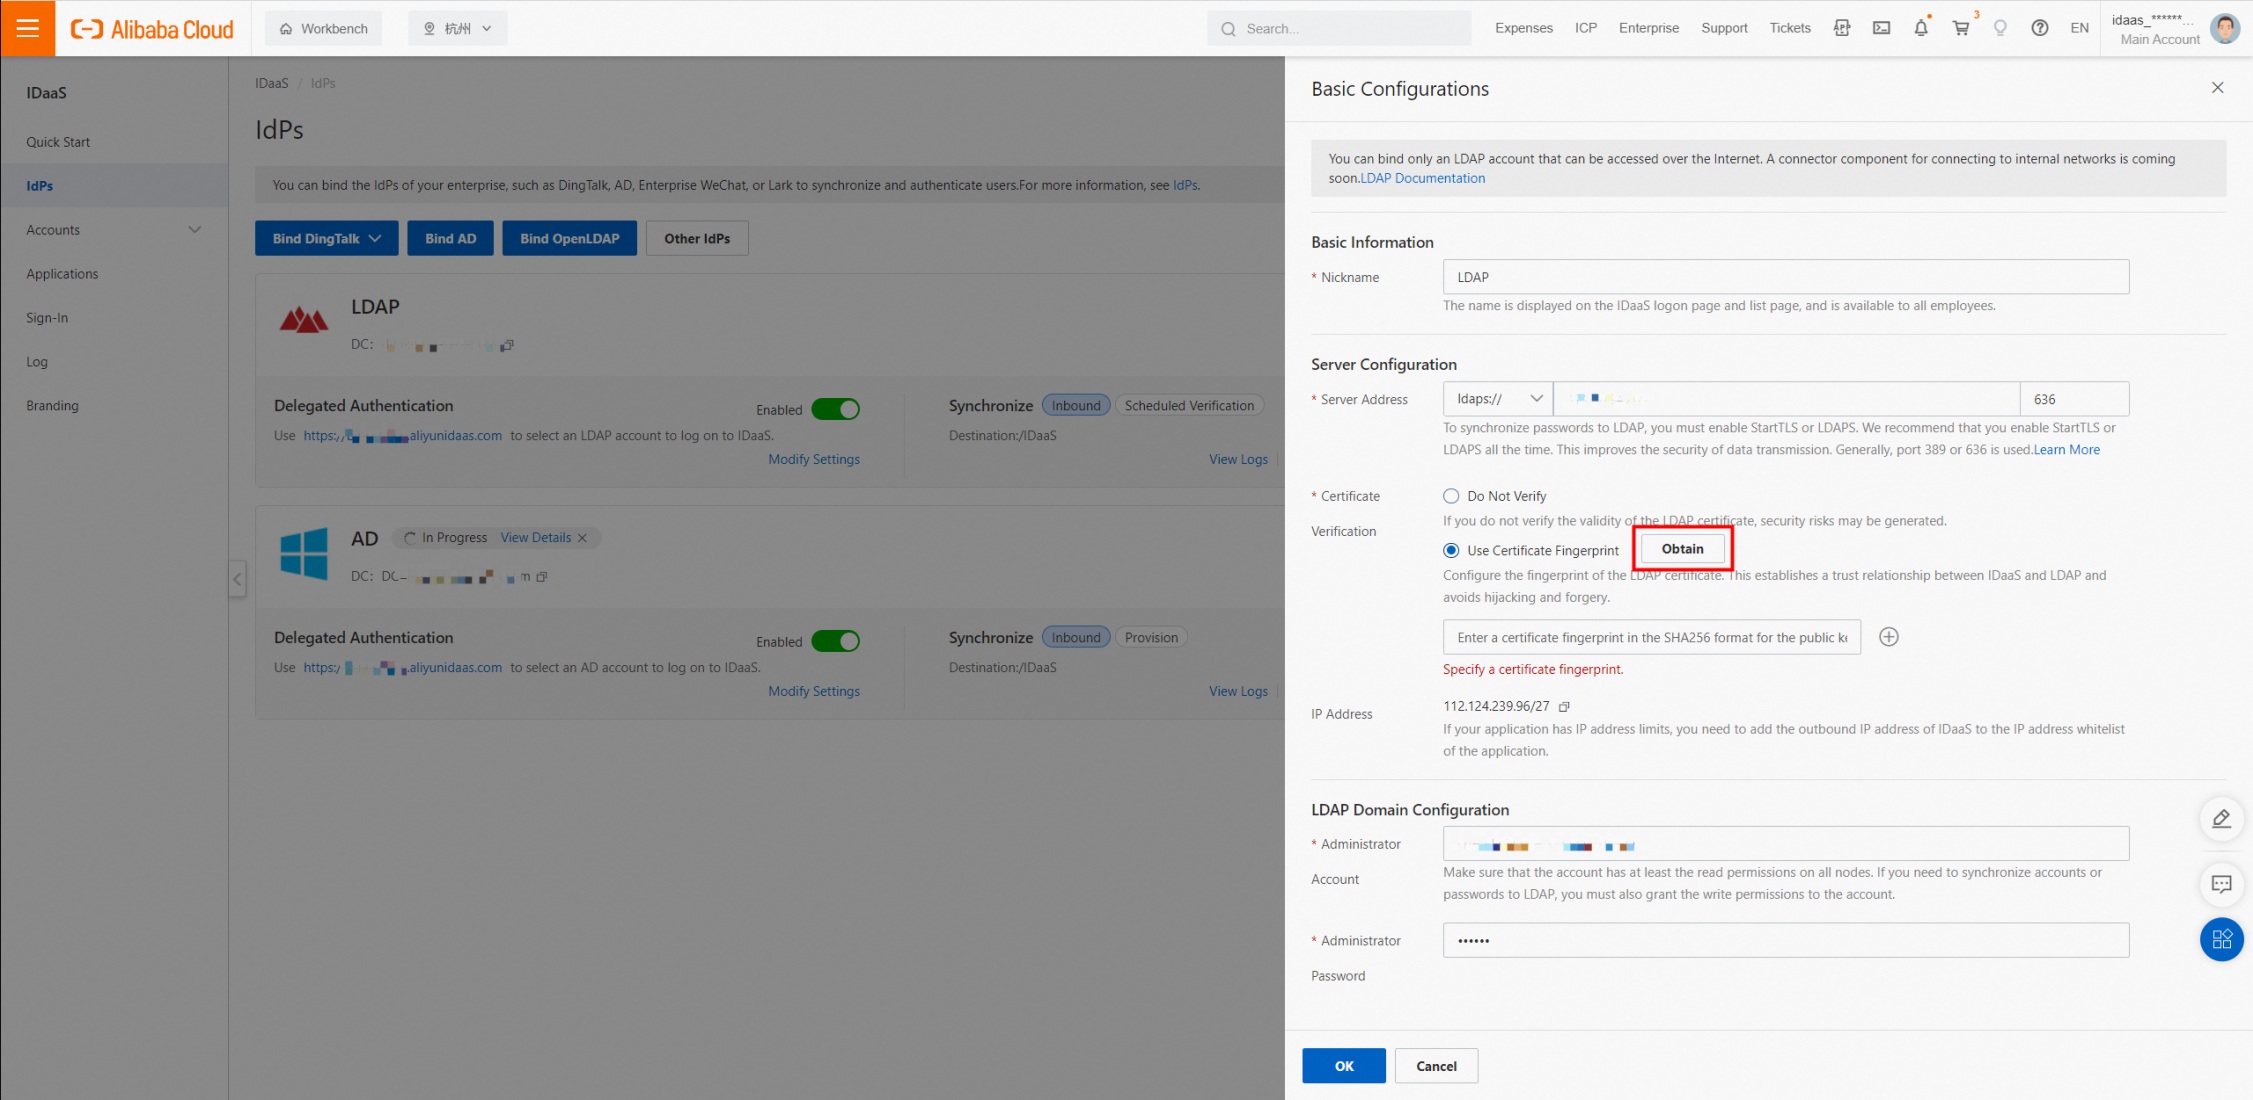 Alibaba Cloud
Workbench
杭州
Search...
Expenses
ICP
Enterprise
Support
Tickets
3
EN
idaas_******...
Main Account
IDaaS
Quick Start
IdPs
Accounts
Applications
Sign-In
Log
Branding
IDaaS / IdPs
IdPs
You can bind the IdPs of your enterprise, such as DingTalk, AD, Enterprise WeChat, or Lark to synchronize and authenticate users.For more information, see IdPs.
Bind DingTalk
Bind AD
Bind OpenLDAP
Other IdPs
LDAP
DC:
Delegated Authentication
Enabled
Use https:/ .aliyunidaas.com to select an LDAP account to log on to IDaaS.
Modify Settings
Synchronize Inbound Scheduled Verification
Destination:/IDaaS
View Logs
AD In Progress View Details
DC: DC= m
Delegated Authentication
Enabled
Use https:/ .aliyunidaas.com to select an AD account to log on to IDaaS.
Modify Settings
Synchronize Inbound Provision
Destination:/IDaaS
View Logs
Basic Configurations
You can bind only an LDAP account that can be accessed over the Internet. A connector component for connecting to internal networks is coming
soon.LDAP Documentation
Basic Information
* Nickname
LDAP
The name is displayed on the IDaaS logon page and list page, and is available to all employees.
Server Configuration
* Server Address
ldaps://
636
To synchronize passwords to LDAP, you must enable StartTLS or LDAPS. We recommend that you enable StartTLS or
LDAPS all the time. This improves the security of data transmission. Generally, port 389 or 636 is used.Learn More
* Certificate
Verification
Do Not Verify
If you do not verify the validity of the LDAP certificate, security risks may be generated.
Use Certificate Fingerprint
Obtain
Configure the fingerprint of the LDAP certificate. This establishes a trust relationship between IDaaS and LDAP and
avoids hijacking and forgery.
Enter a certificate fingerprint in the SHA256 format for the public ke
Specify a certificate fingerprint.
IP Address
112.124.239.96/27
If your application has IP address limits, you need to add the outbound IP address of IDaaS to the IP address whitelist
of the application.
LDAP Domain Configuration
* Administrator
Account
Make sure that the account has at least the read permissions on all nodes. If you need to synchronize accounts or
passwords to LDAP, you must also grant the write permissions to the account.
* Administrator
Password
••••••
OK
Cancel